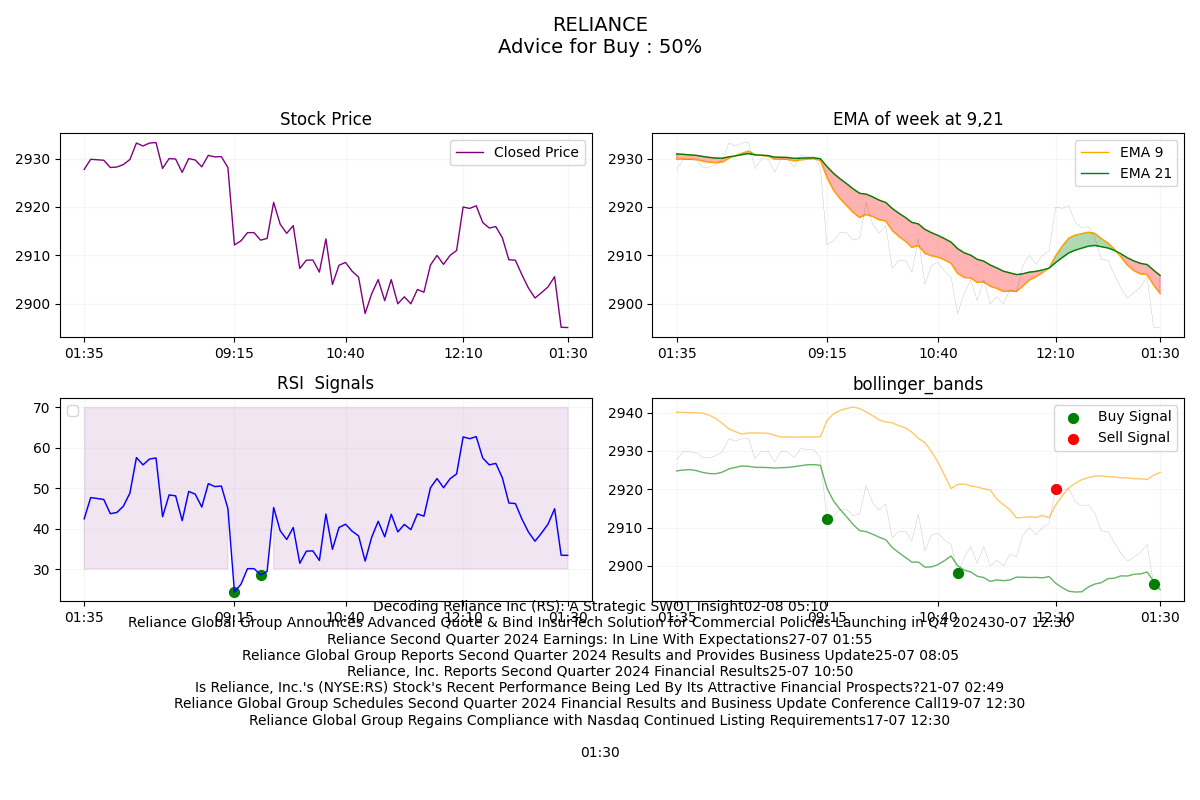 RELIANCE
Advice for Buy : 50%
Stock Price
Closed Price
2930
2920
2910
2900
01:35 09:15 10:40 12:10 01:30
EMA of week at 9,21
EMA 9
EMA 21
2930
2920
2910
2900
01:35 09:15 10:40 12:10 01:30
RSI  Signals
70
60
50
40
30
01:35 09:15 10:40 12:10 01:30
bollinger_bands
Buy Signal
Sell Signal
2940
2930
2920
2910
2900
01:35 09:15 10:40 12:10 01:30
Decoding Reliance Inc (RS): A Strategic SWOT Insight02-08 05:10
Reliance Global Group Announces Advanced Quote & Bind InsurTech Solution for Commercial Policies Launching in Q4 202430-07 12:30
Reliance Second Quarter 2024 Earnings: In Line With Expectations27-07 01:55
Reliance Global Group Reports Second Quarter 2024 Results and Provides Business Update25-07 08:05
Reliance, Inc. Reports Second Quarter 2024 Financial Results25-07 10:50
Is Reliance, Inc.'s (NYSE:RS) Stock's Recent Performance Being Led By Its Attractive Financial Prospects?21-07 02:49
Reliance Global Group Schedules Second Quarter 2024 Financial Results and Business Update Conference Call19-07 12:30
Reliance Global Group Regains Compliance with Nasdaq Continued Listing Requirements17-07 12:30
01:30